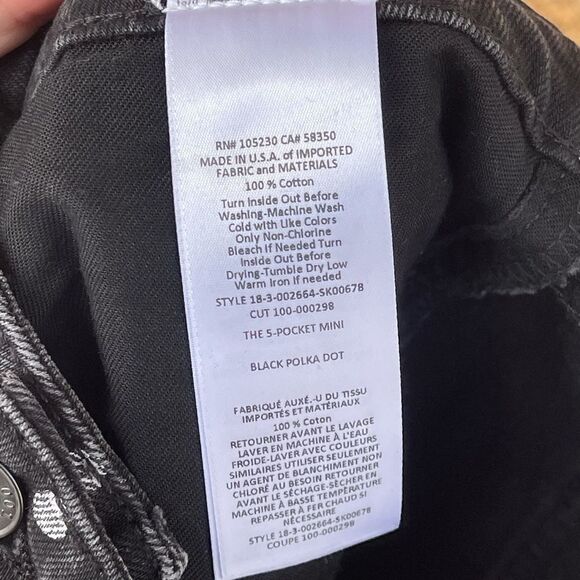 RN# 105230 CA# 58350
MADE IN U.S.A. of IMPORTED
FABRIC and MATERIALS
100 % Cotton
Turn Inside Out Before
Washing-Machine Wash
Cold with Like Colors
Only Non-Chlorine
Bleach If Needed Turn
Inside Out Before
Drying-Tumble Dry Low
Warm Iron if needed
STYLE 18-3-002664-SK00678
CUT 100-000298
THE 5-POCKET MINI
BLACK POLKA DOT
FABRIQUÉ AUX É.-U DU TISSU
IMPORTÉS ET MATÉRIAUX
100 % Coton
RETOURNER AVANT LE LAVAGE
LAVER EN MACHINE À L'EAU
FROIDE-LAVER AVEC COULEURS
SIMILAIRES UTILISER SEULEMENT
UN AGENT DE BLANCHIMENT NON
CHLORÉ AU BESOIN RETOURNER
AVANT LE SÉCHAGE-SÉCHER EN
MACHINE À BASSE TEMPÉRATURE
REPASSER À FER CHAUD SI
NÉCESSAIRE
STYLE 18-3-002664-SK00678
COUPE 100-000298